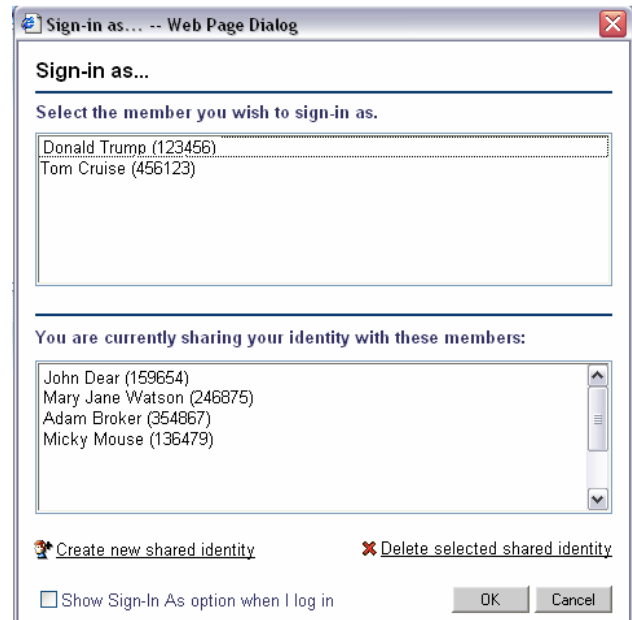 Sign-in as... -- Web Page Dialog
Sign-in as...
Select the member you wish to sign-in as.
Donald Trump (123456)
Tom Cruise (456123)
You are currently sharing your identity with these members:
John Dear (159654)
Mary Jane Watson (246875)
Adam Broker (354867)
Micky Mouse (136479)
Create new shared identity
Delete selected shared identity
Show Sign-In As option when I log in
OK
Cancel